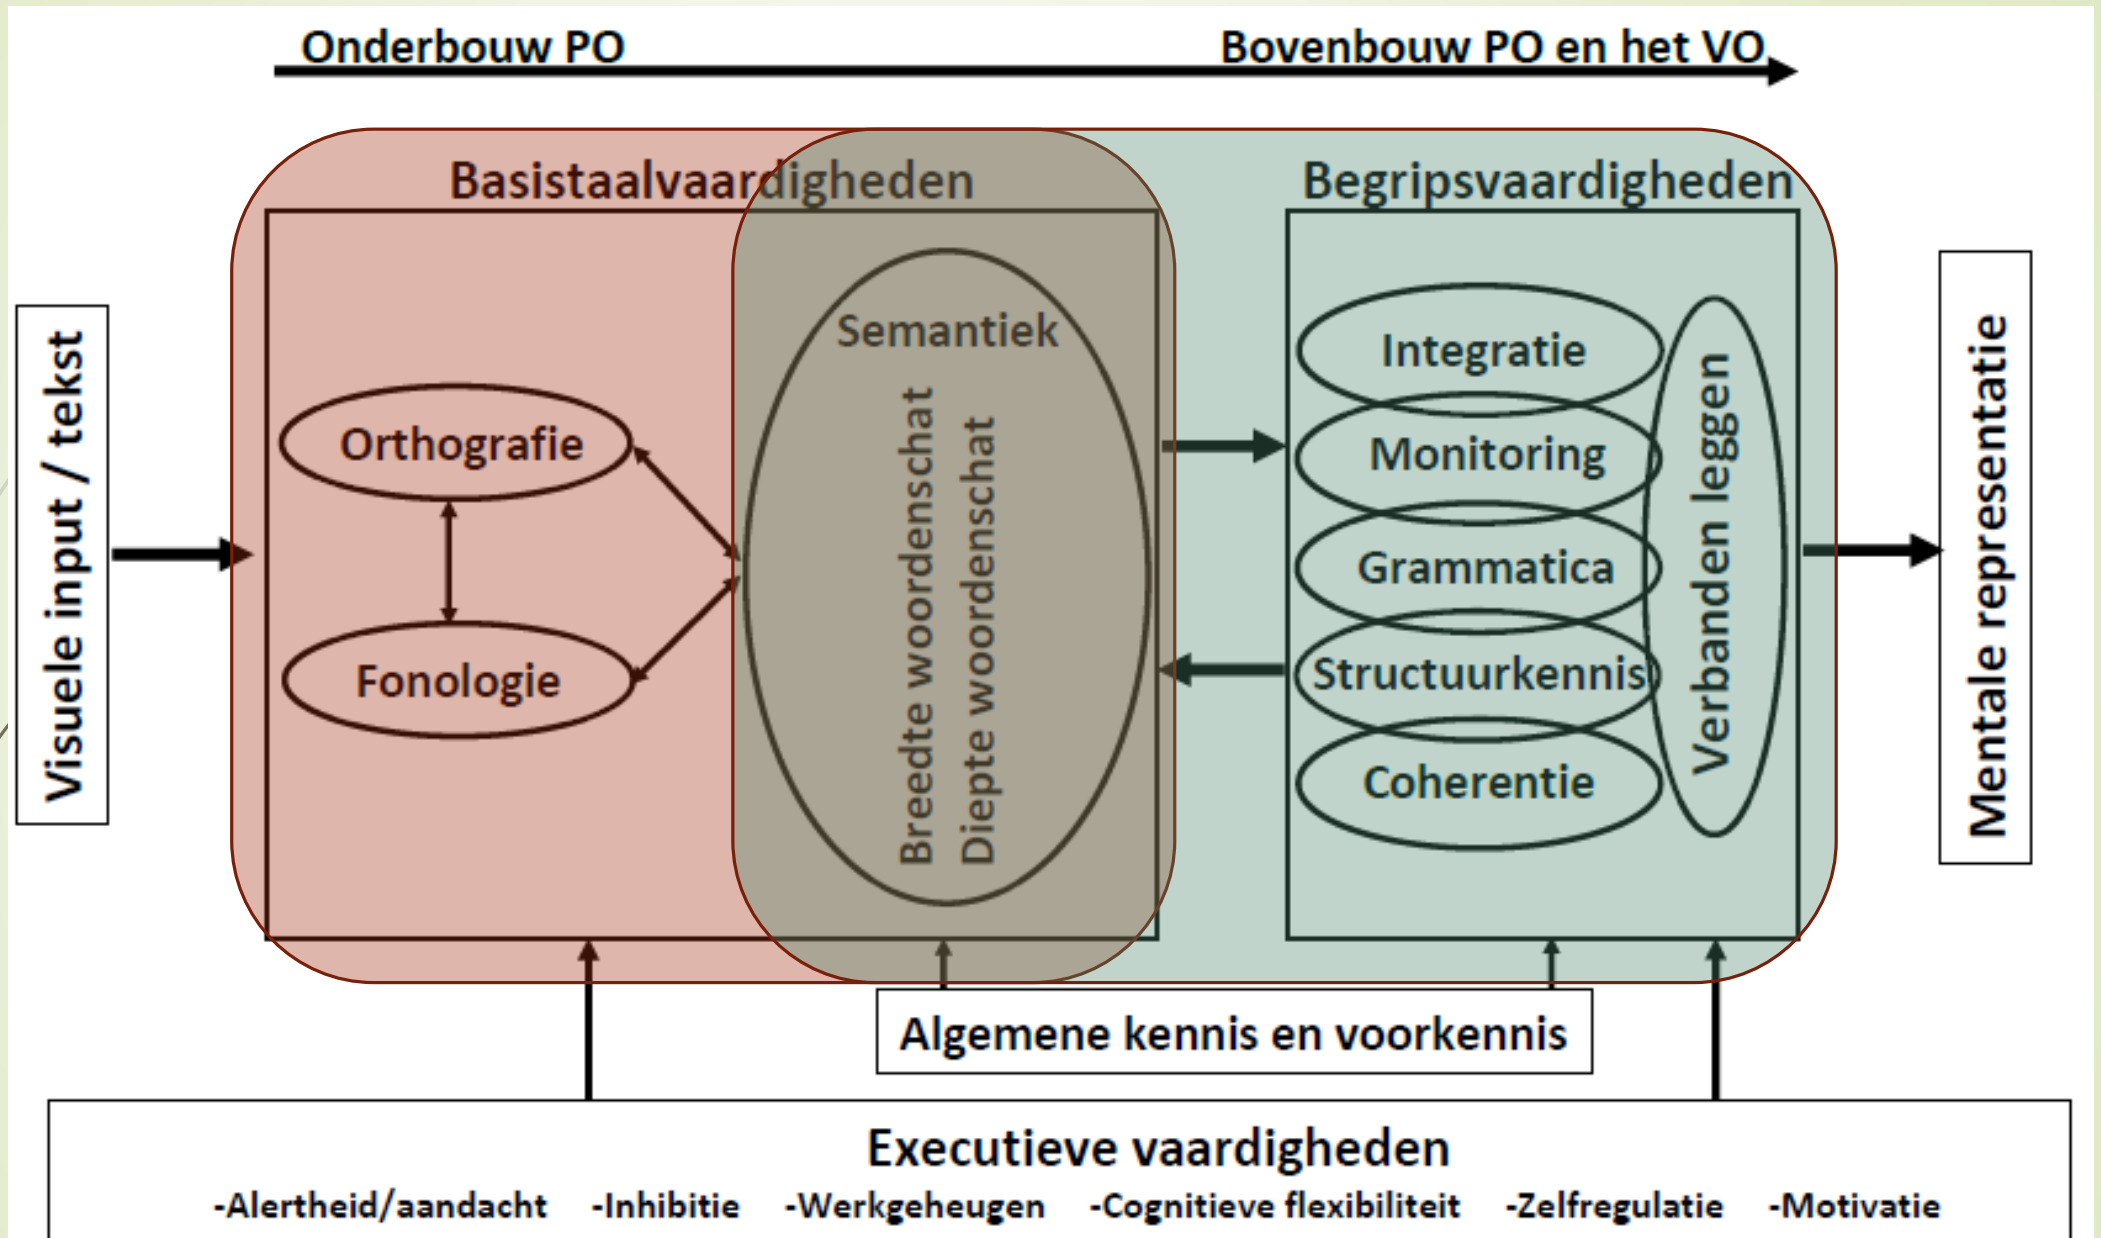 Onderbouw PO
Bovenbouw PO en het VO
Basistaalvaardigheden
Begripsvaardigheden
Visuele input / tekst
Orthografie
Fonologie
Semantiek
Breedte woordenschat
Diepte woordenschat
Integratie
Monitoring
Grammatica
Structuurkennis
Coherentie
Verbanden leggen
Mentale representatie
Algemene kennis en voorkennis
Executieve vaardigheden
-Alertheid/aandacht -Inhibitie -Werkgeheugen -Cognitieve flexibiliteit -Zelfregulatie -Motivatie